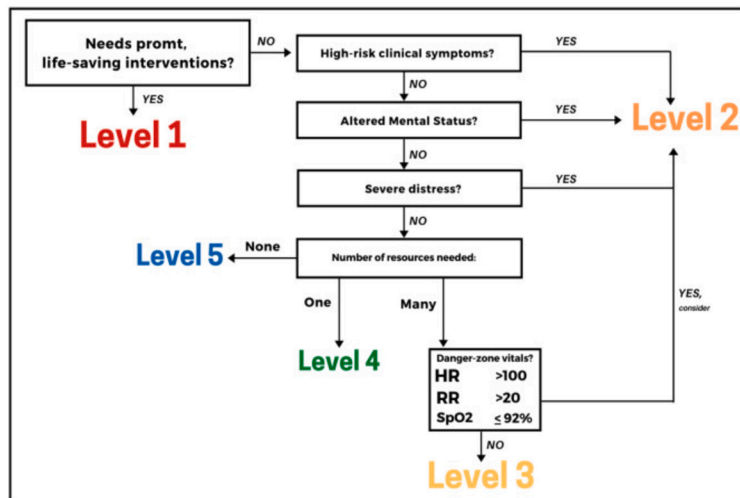 Needs promt,
life-saving interventions?
NO
High-risk clinical symptoms?
YES
YES
Level 1
NO
Altered Mental Status?
YES
Level 2
NO
Severe distress?
YES
NO
Level 5
None
Number of resources needed:
One
Many
YES,
consider
Level 4
Danger-zone vitals?
HR >100
RR >20
SpO2 ≤ 92%
NO
Level 3